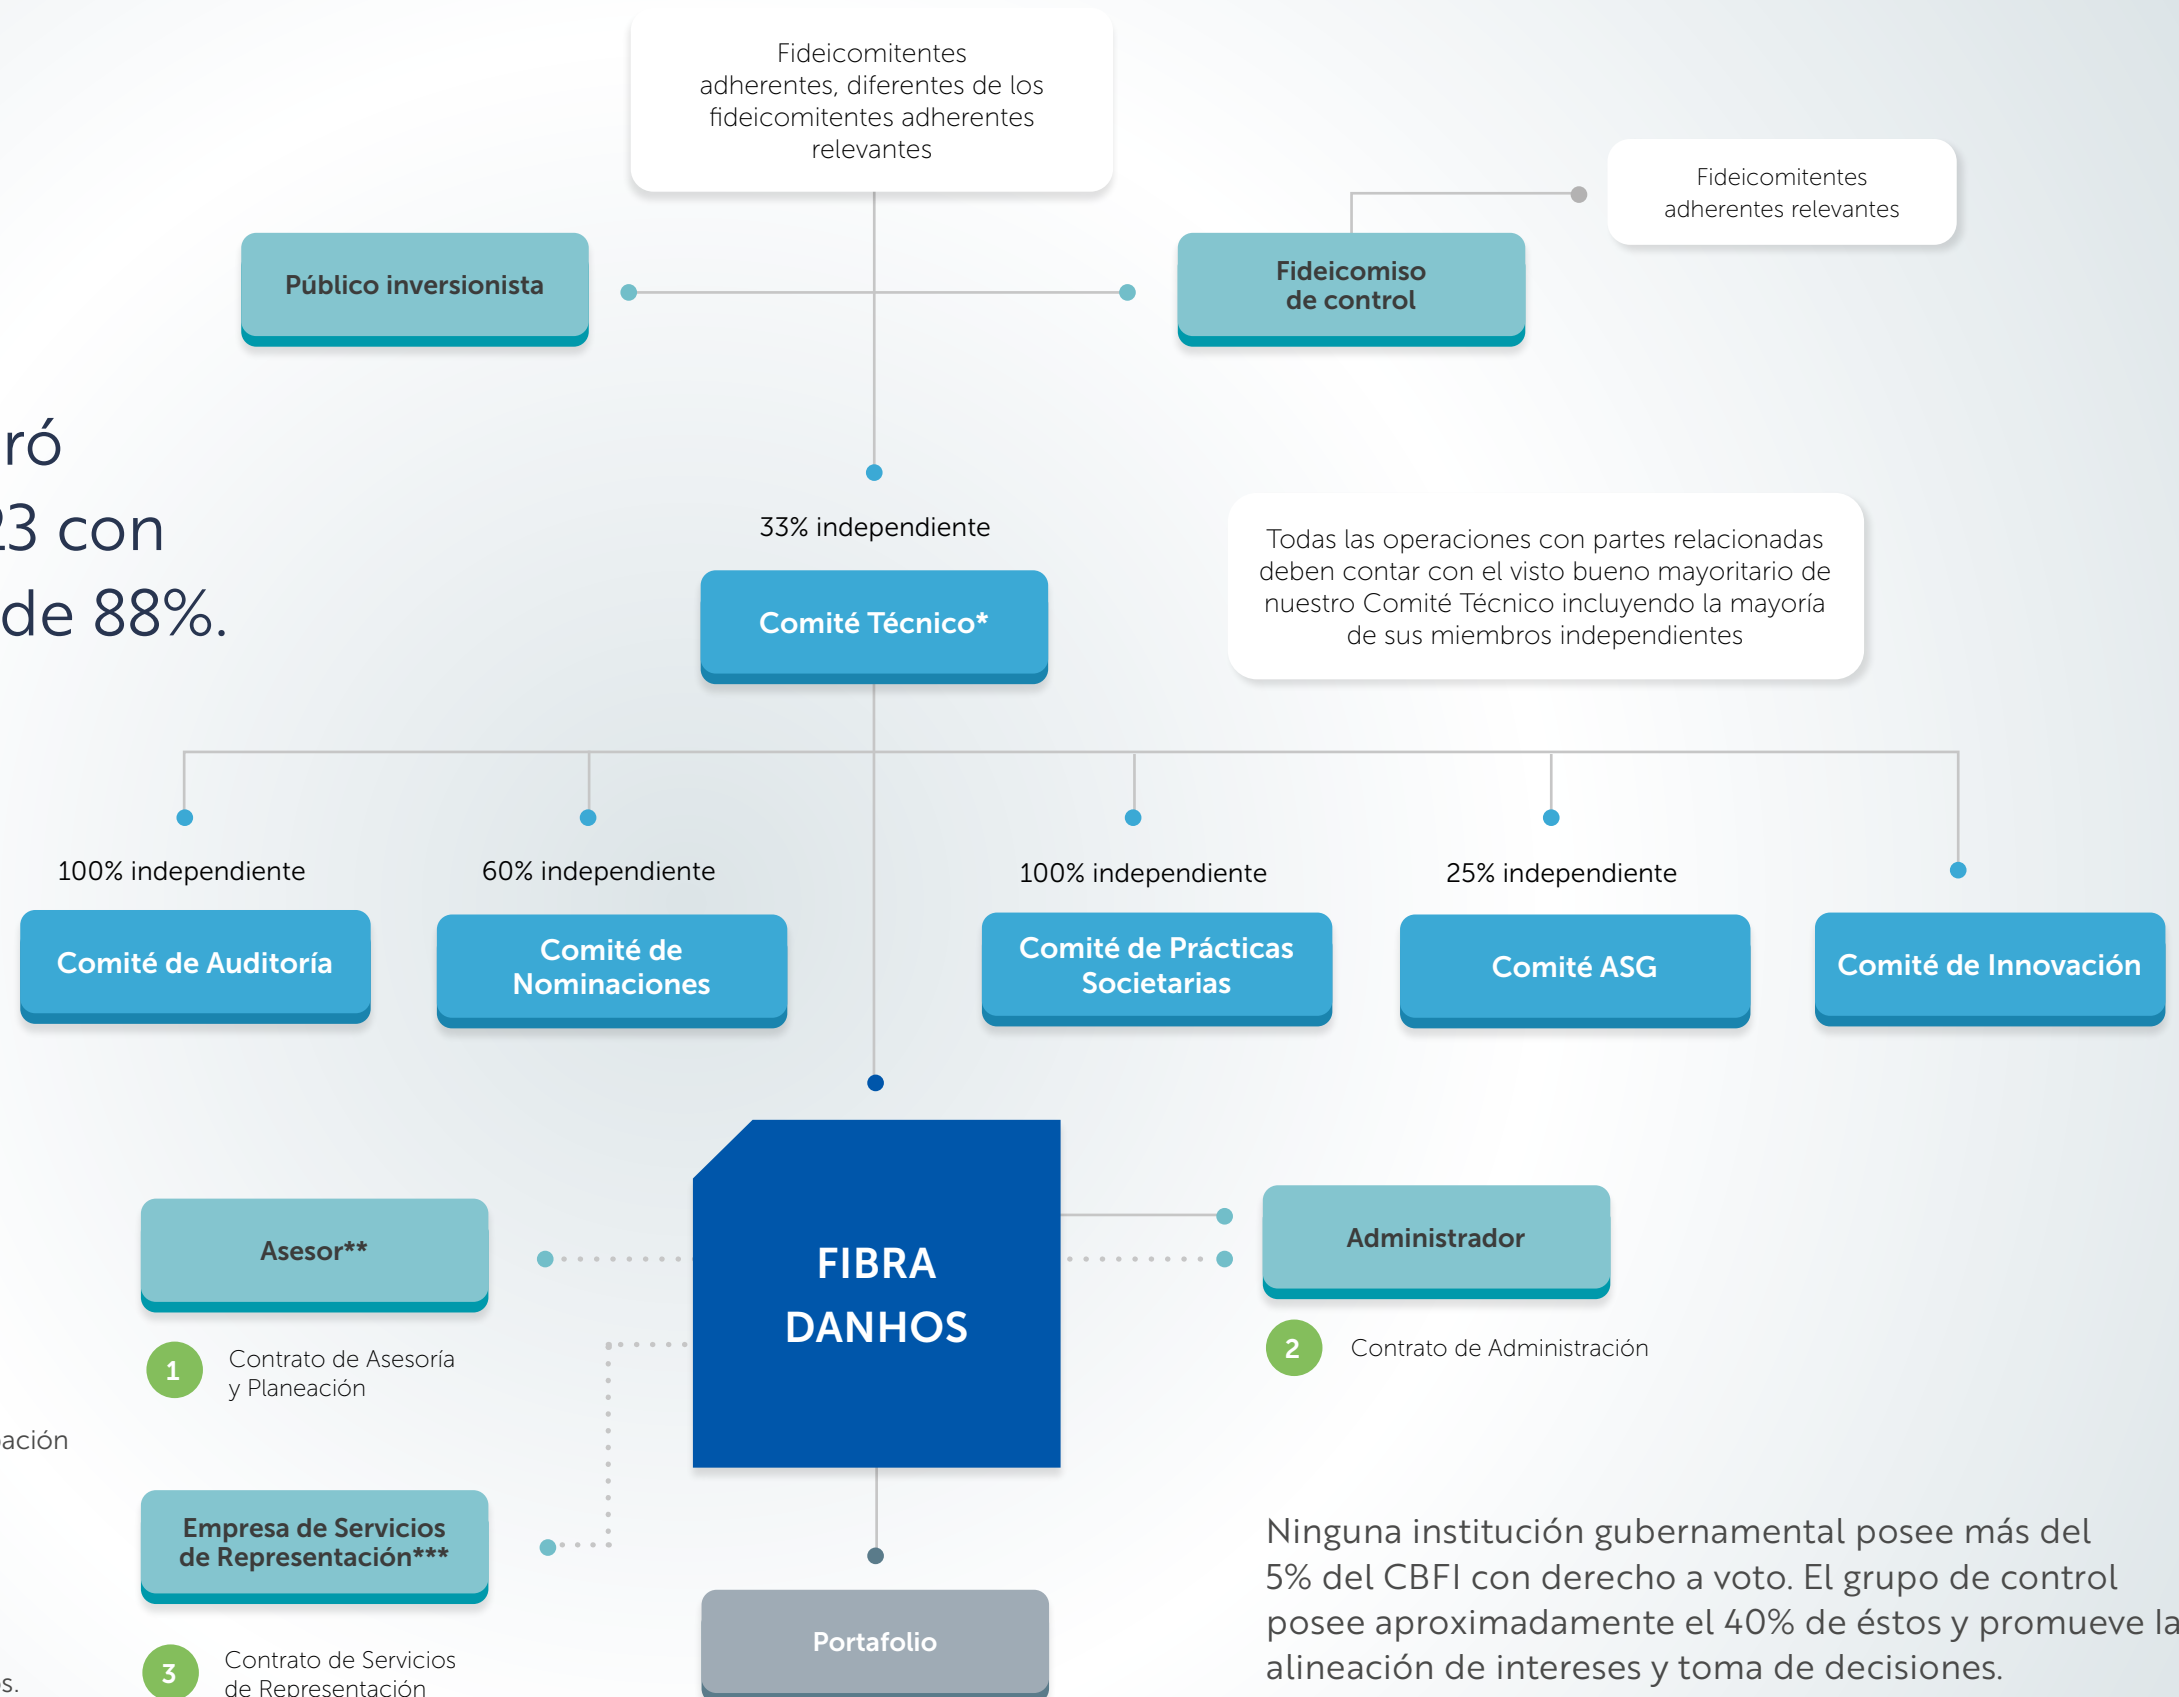 Fideicomitentes
adherentes, diferentes de los
fideicomitentes adherentes
relevantes
Fideicomitentes
adherentes relevantes
Público inversionista
Fideicomiso
de control
23 con
de 88%.
33% independiente
Comité Técnico*
Todas las operaciones con partes relacionadas
deben contar con el visto bueno mayoritario de
nuestro Comité Técnico incluyendo la mayoría
de sus miembros independientes
100% independiente
Comité de Auditoría
60% independiente
Comité de
Nominaciones
100% independiente
Comité de Prácticas
Societarias
25% independiente
Comité ASG
Comité de Innovación
FIBRA
DANHOS
Asesor**
1
Contrato de Asesoría
y Planeación
Administrador
2
Contrato de Administración
Empresa de Servicios
de Representación***
3
Contrato de Servicios
de Representación
Portafolio
Ninguna institución gubernamental posee más del
5% del CBFI con derecho a voto. El grupo de control
posee aproximadamente el 40% de éstos y promueve la
alineación de intereses y toma de decisiones.